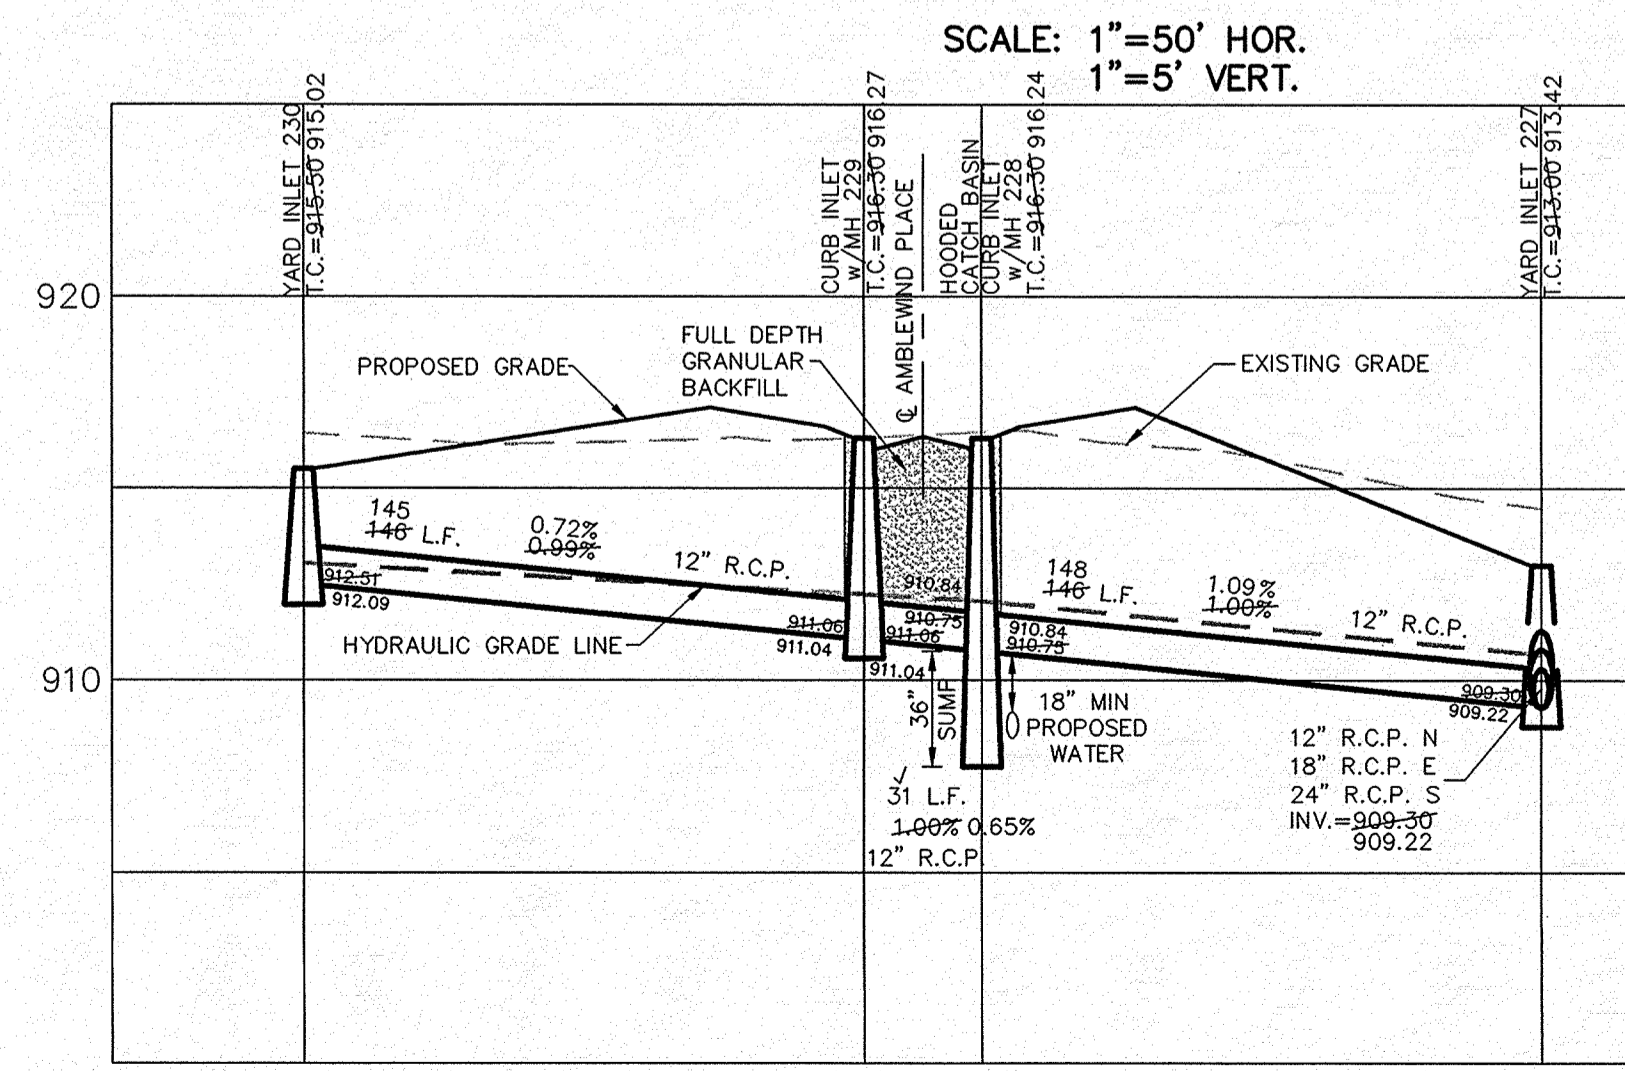 SCALE: 1"=50' HOR.
1"=5' VERT.
YARD INLET 230
T.C.=915.50 915.02
CURB INLET
w/MH 229
T.C.=916.30 916.27
℄ AMBLEWIND PLACE
HOODED
CATCH BASIN
CURB INLET
w/MH 228
T.C.=916.30 916.24
YARD INLET 227
T.C.=913.00 913.42
920
PROPOSED GRADE
FULL DEPTH
GRANULAR
BACKFILL
EXISTING GRADE
145
146 L.F.
0.72%
0.99%
12" R.C.P.
912.51
912.09
HYDRAULIC GRADE LINE
911.06
911.04
910.84
910.75
911.06
911.04
148
146 L.F.
1.09%
1.00%
12" R.C.P.
910.84
910.75
910
36"
SUMP
18" MIN
PROPOSED
WATER
909.30
909.22
12" R.C.P. N
18" R.C.P. E
24" R.C.P. S
INV.=909.30
909.22
31 L.F.
1.00% 0.65%
12" R.C.P